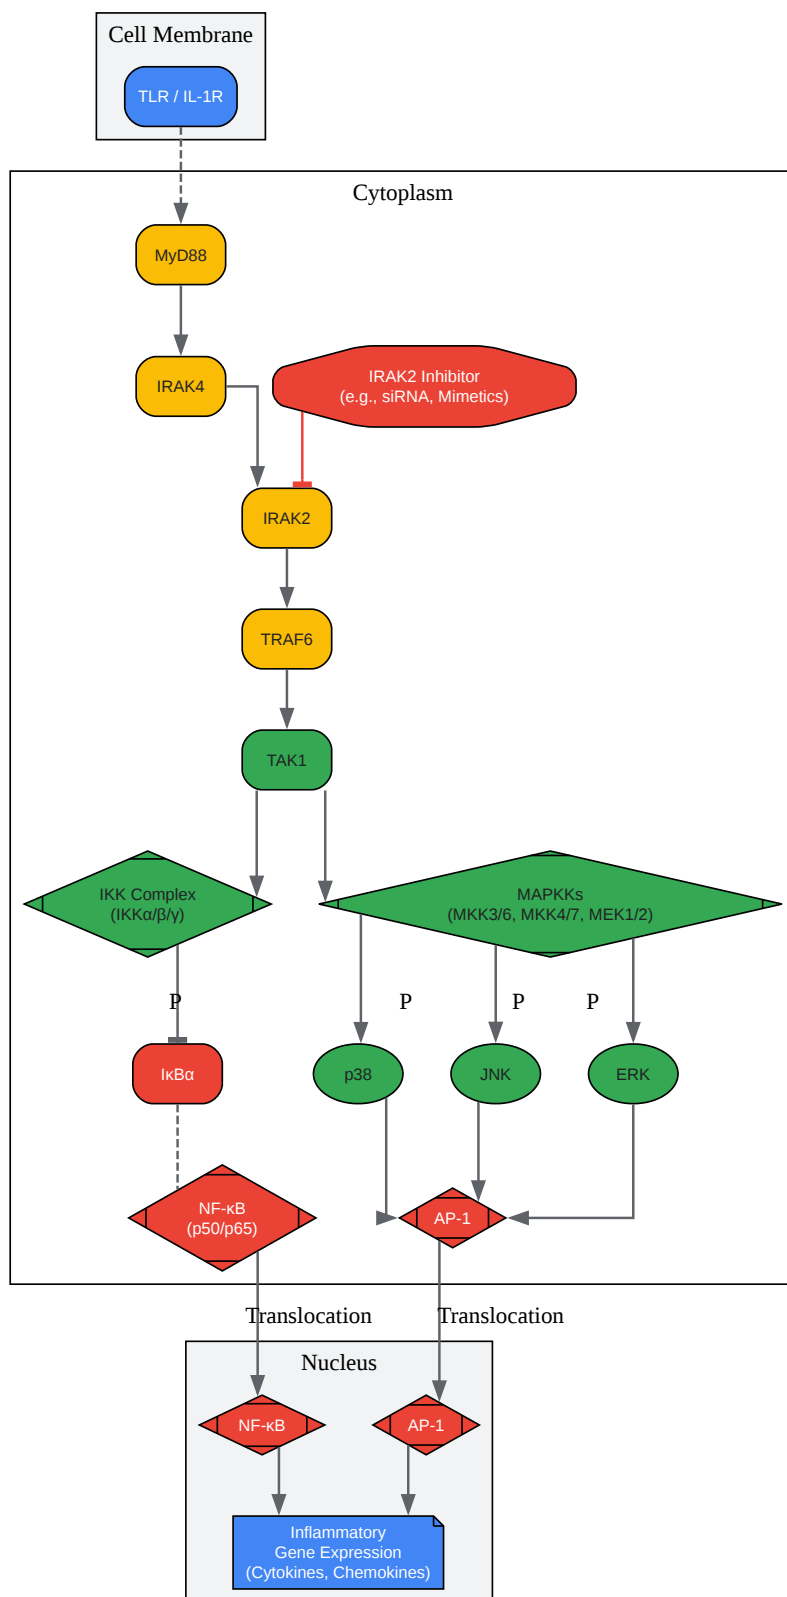 Cell Membrane
TLR / IL-1R
Cytoplasm
MyD88
IRAK4
IRAK2 Inhibitor
(e.g., siRNA, Mimetics)
IRAK2
TRAF6
TAK1
IKK Complex
(IKKα/β/γ)
MAPKKs
(MKK3/6, MKK4/7, MEK1/2)
P
P
P
P
IκBα
p38
JNK
ERK
NF-κB
(p50/p65)
AP-1
Translocation
Translocation
Nucleus
NF-κB
AP-1
Inflammatory
Gene Expression
(Cytokines, Chemokines)